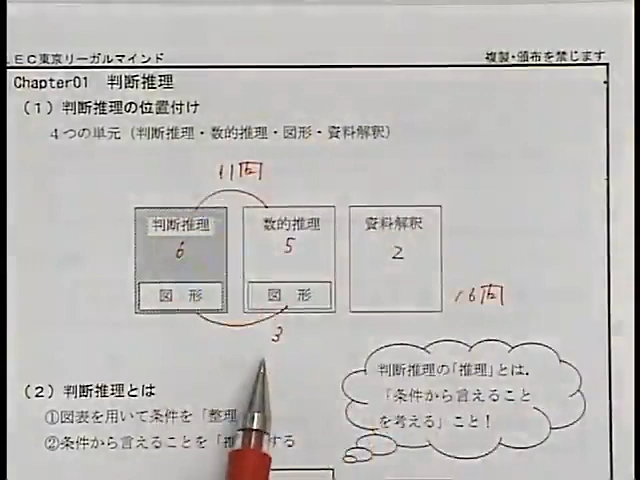 LEC東京リーガルマインド 複製・頒布を禁じます
Chapter01 判断推理
(1)判断推理の位置付け
4つの単元(判断推理・数的推理・図形・資料解釈)
11回
判断推理 数的推理 資料解釈
6 5 2
図 形 図 形
16回
3
(2)判断推理とは
①図表を用いて条件を「整理
②条件から言えることを「推 する
判断推理の「推理」とは、
「条件から言えること
を考える」こと!